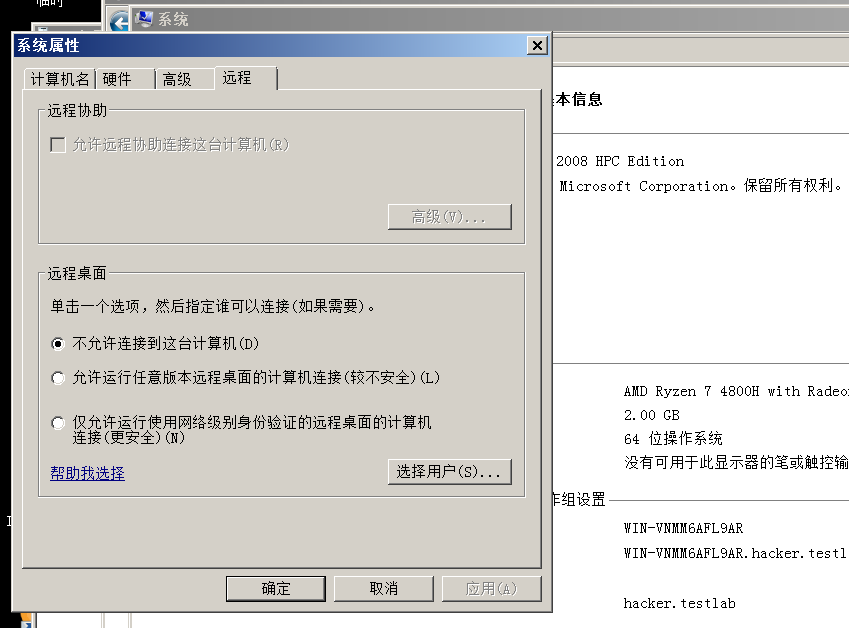 临时
系统
系统属性
计算机名 硬件 高级 远程
远程协助
允许远程协助连接这台计算机(R)
高级(V)...
远程桌面
单击一个选项，然后指定谁可以连接(如果需要)。
不允许连接到这台计算机(D)
允许运行任意版本远程桌面的计算机连接(较不安全)(L)
仅允许运行使用网络级别身份验证的远程桌面的计算机
连接(更安全)(N)
帮助我选择
选择用户(S)...
确定 取消 应用(A)
本信息
2008 HPC Edition
Microsoft Corporation。保留所有权利。
AMD Ryzen 7 4800H with Radeo
2.00 GB
64 位操作系统
没有可用于此显示器的笔或触控输
作组设置
WIN-VNMM6AFL9AR
WIN-VNMM6AFL9AR.hacker.testl
hacker.testlab